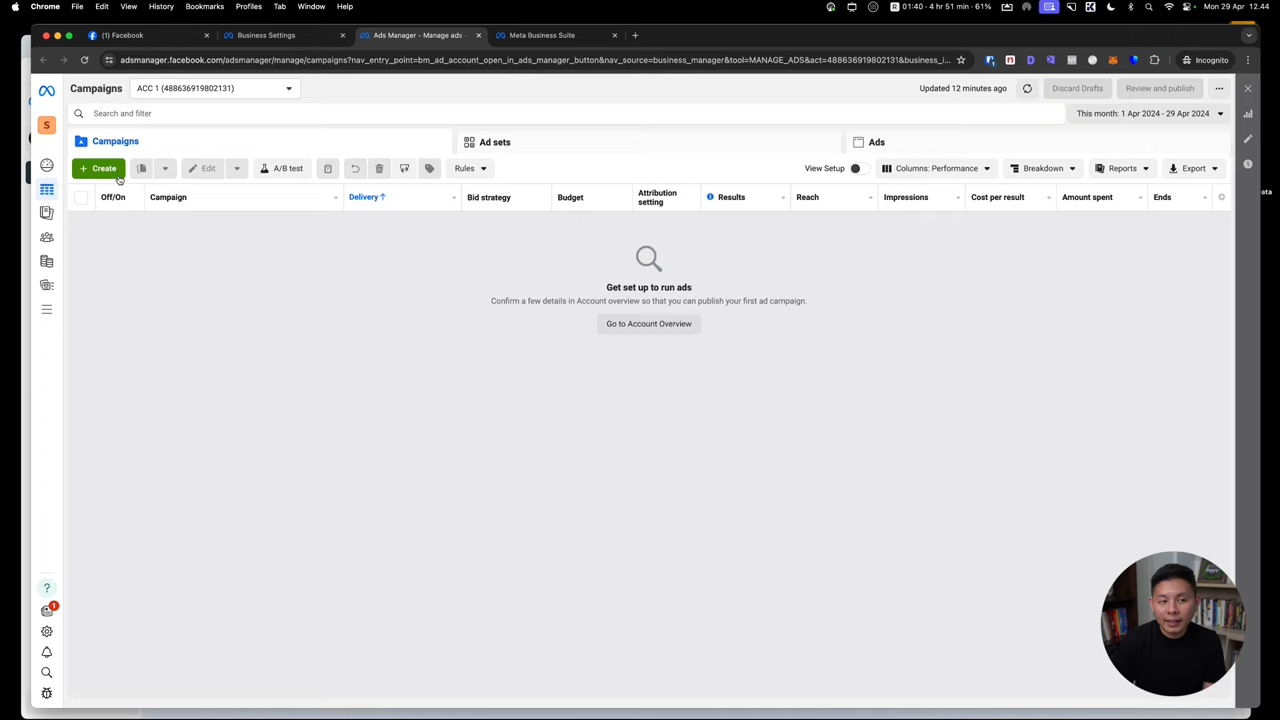 Chrome File Edit View History Bookmarks Profiles Tab Window Help
01:40 - 4 hr 51 min - 61%
Mon 29 Apr 12.44
(1) Facebook
Business Settings
Ads Manager - Manage ads -
Meta Business Suite
adsmanager.facebook.com/adsmanager/manage/campaigns?nav_entry_point=bm_ad_account_open_in_ads_manager_button&nav_source=business_manager&tool=MANAGE_ADS&act=488636919802131&business_i...
Incognito
Campaigns
ACC 1 (488636919802131)
Updated 12 minutes ago
Discard Drafts
Review and publish
Search and filter
This month: 1 Apr 2024 - 29 Apr 2024
S
Campaigns
Ad sets
Ads
+ Create
Edit
A/B test
Rules
View Setup
Columns: Performance
Breakdown
Reports
Export
Off/On
Campaign
Delivery ↑
Bid strategy
Budget
Attribution
setting
Results
Reach
Impressions
Cost per result
Amount spent
Ends
Get set up to run ads
Confirm a few details in Account overview so that you can publish your first ad campaign.
Go to Account Overview
?
1